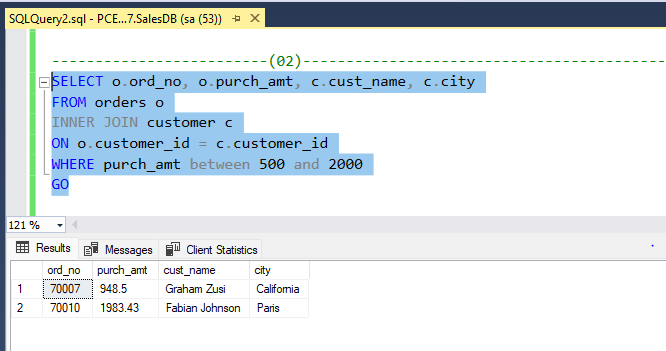 SQLQuery2.sql - PCE...7.SalesDB (sa (53))
--------------------------(02)--------------------------------------------
SELECT o.ord_no, o.purch_amt, c.cust_name, c.city
FROM orders o
INNER JOIN customer c
ON o.customer_id = c.customer_id
WHERE purch_amt between 500 and 2000
GO
121 %
Results Messages Client Statistics
ord_no purch_amt cust_name city
1 70007 948.5 Graham Zusi California
2 70010 1983.43 Fabian Johnson Paris